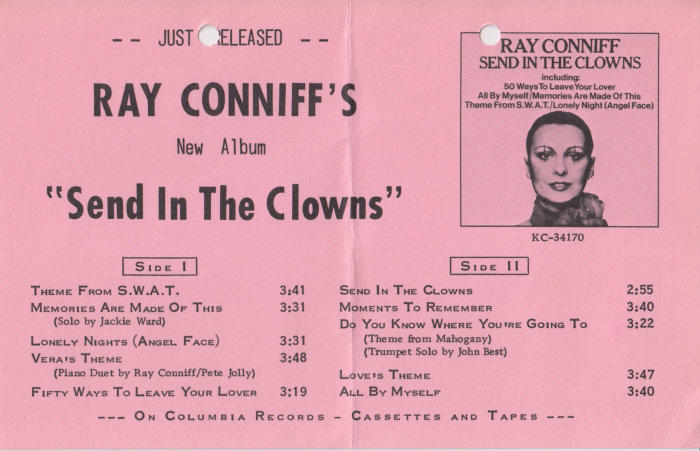 -- JUST RELEASED --
RAY CONNIFF'S
New Album
"Send In The Clowns"
RAY CONNIFF
SEND IN THE CLOWNS
including:
50 Ways To Leave Your Lover
All By Myself/Memories Are Made Of This
Theme From S.W.A.T./Lonely Night (Angel Face)
KC-34170
SIDE I
THEME FROM S.W.A.T. 3:41
MEMORIES ARE MADE OF THIS 3:31
(Solo by Jackie Ward)
LONELY NIGHTS (ANGEL FACE) 3:31
VERA'S THEME 3:48
(Piano Duet by Ray Conniff/Pete Jolly)
FIFTY WAYS TO LEAVE YOUR LOVER 3:19
SIDE II
SEND IN THE CLOWNS 2:55
MOMENTS TO REMEMBER 3:40
DO YOU KNOW WHERE YOU'RE GOING TO 3:22
(Theme from Mahogany)
(Trumpet Solo by John Best)
LOVE'S THEME 3:47
ALL BY MYSELF 3:40
--- ON COLUMBIA RECORDS - CASSETTES AND TAPES ---